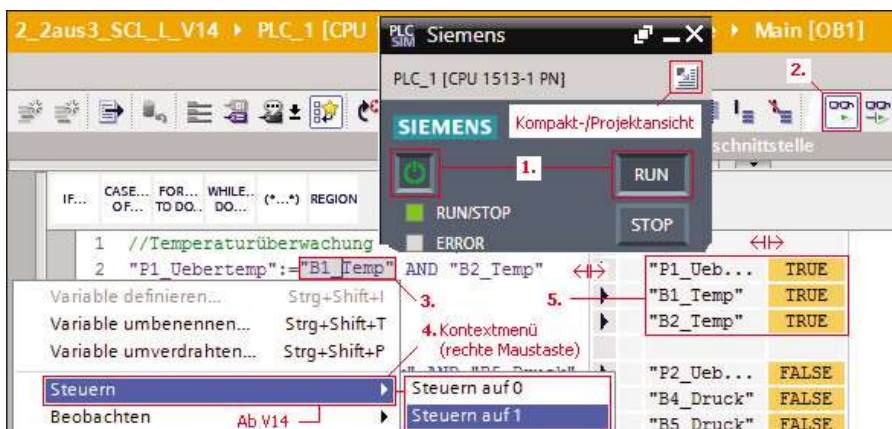 2_2aus3_SCL_L_V14 ▸ PLC_1 [CPU
PLC SIM Siemens
▸ Main [OB1]
PLC_1 [CPU 1513-1 PN]
2.
Kompakt-/Projektansicht
SIEMENS
schnittstelle
1.
RUN
IF...
CASE... OF...
FOR... TO DO..
WHILE.. DO...
(*...*)
REGION
RUN/STOP
STOP
ERROR
1 //Temperaturüberwachung
2 "P1_Uebertemp":="B1_Temp" AND "B2_Temp"
"P1_Ueb... TRUE
"B1_Temp" TRUE
"B2_Temp" TRUE
3.
5.
Variable definieren... Strg+Shift+I
Variable umbenennen... Strg+Shift+T
Variable umverdrahten... Strg+Shift+P
4. Kontextmenü
(rechte Maustaste)
" AND "B5_Druck"
"P2_Ueb... FALSE
"B4_Druck" FALSE
"B5_Druck" FALSE
Steuern
Steuern auf 0
Beobachten
Ab V14
Steuern auf 1